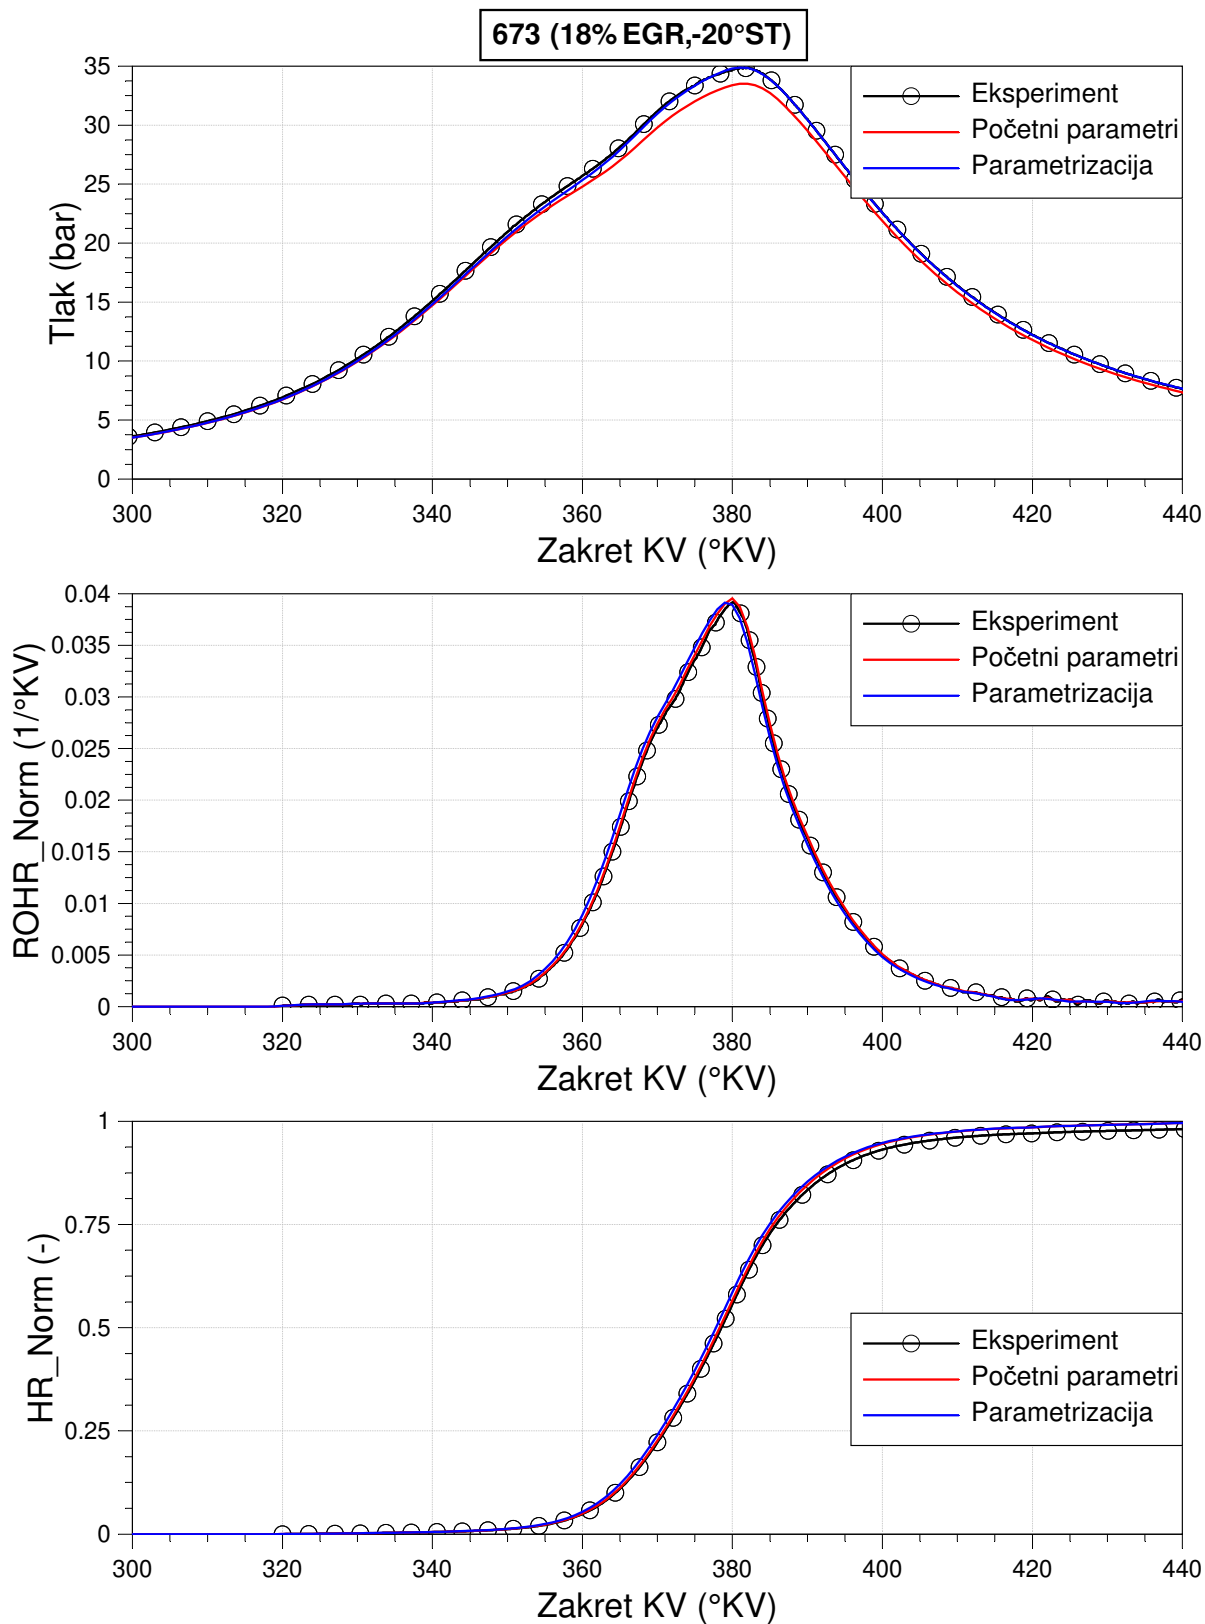 673 (18% EGR,-20°ST)
35
30
25
20
15
10
5
0
Tlak (bar)
Eksperiment
Početni parametri
Parametrizacija
300 320 340 360 380 400 420 440
Zakret KV (°KV)
0.04
0.035
0.03
0.025
0.02
0.015
0.01
0.005
0
ROHR_Norm (1/°KV)
Eksperiment
Početni parametri
Parametrizacija
300 320 340 360 380 400 420 440
Zakret KV (°KV)
1
0.75
0.5
0.25
0
HR_Norm (-)
Eksperiment
Početni parametri
Parametrizacija
300 320 340 360 380 400 420 440
Zakret KV (°KV)